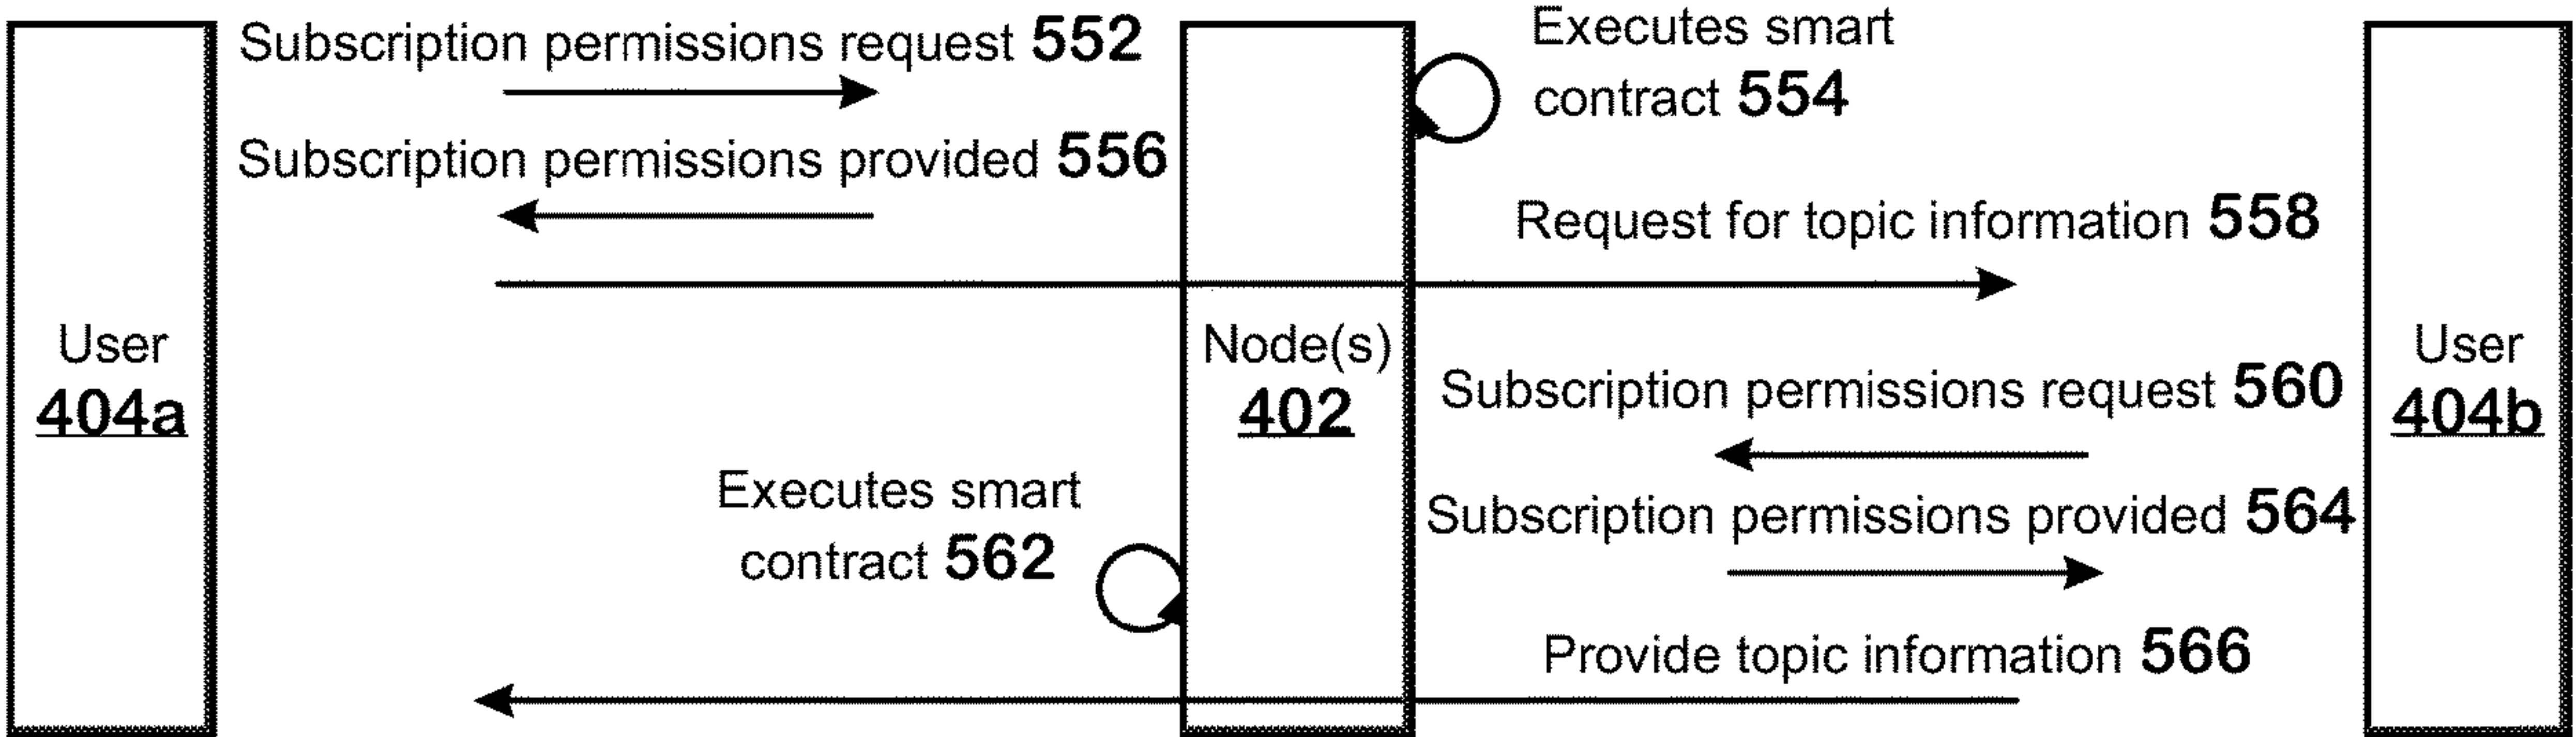 Subscription permissions request 552
Executes smart
contract 554
Subscription permissions provided 556
Request for topic information 558
User
404a
Node(s)
402
User
404b
Subscription permissions request 560
Executes smart
contract 562
Subscription permissions provided 564
Provide topic information 566